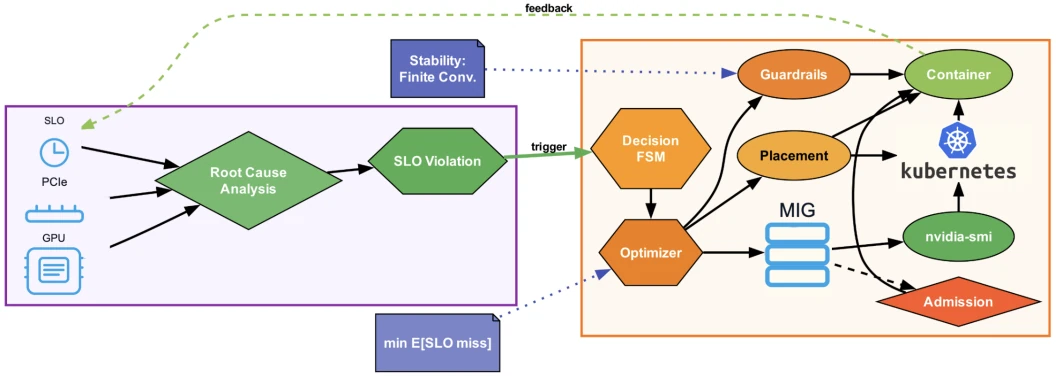 feedback
Stability:
Finite Conv.
Guardrails
Container
SLO
PCIe
GPU
Root Cause
Analysis
SLO Violation
trigger
Decision
FSM
Placement
kubernetes
Optimizer
MIG
nvidia-smi
Admission
min E[SLO miss]